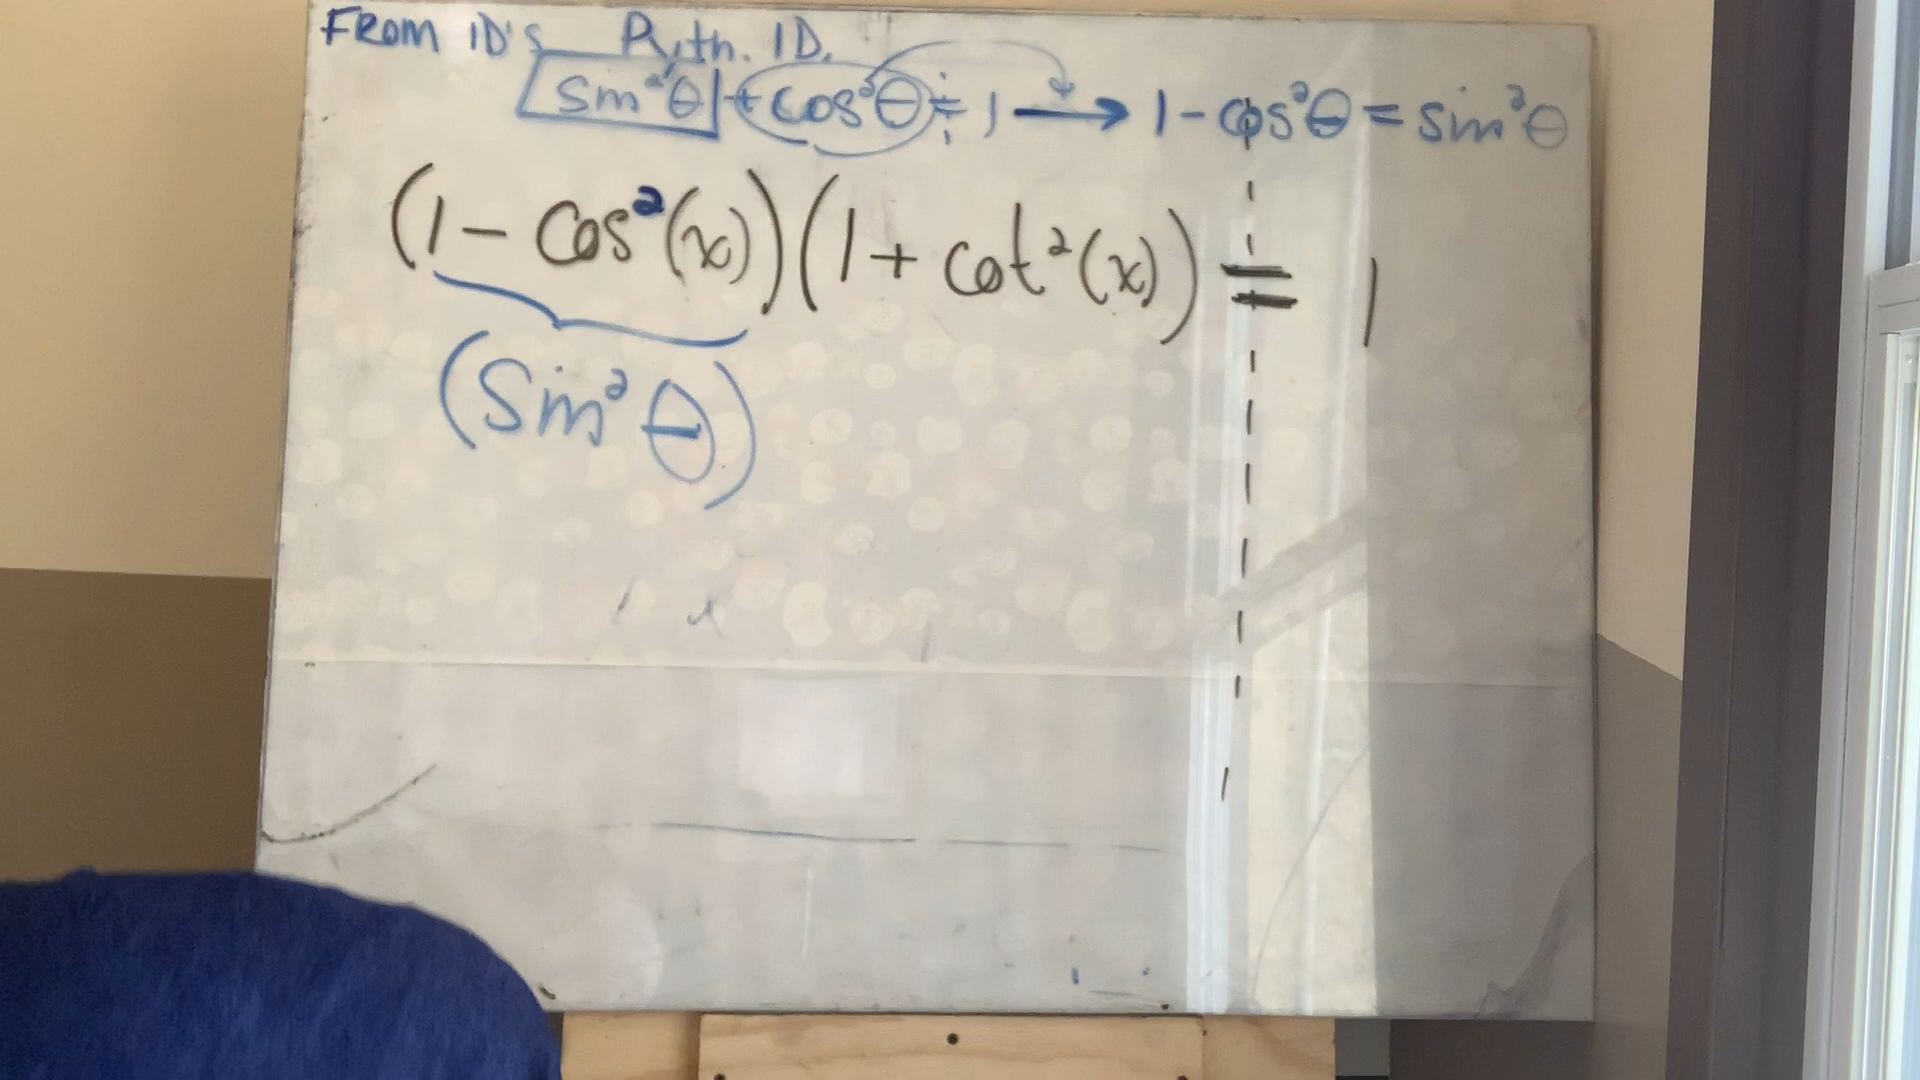 From ID's Pyth. ID.
sin²θ + cos²θ = 1 → 1 - cos²θ = sin²θ
(1 - cos²(x))(1 + cot²(x)) = 1
(sin²θ)